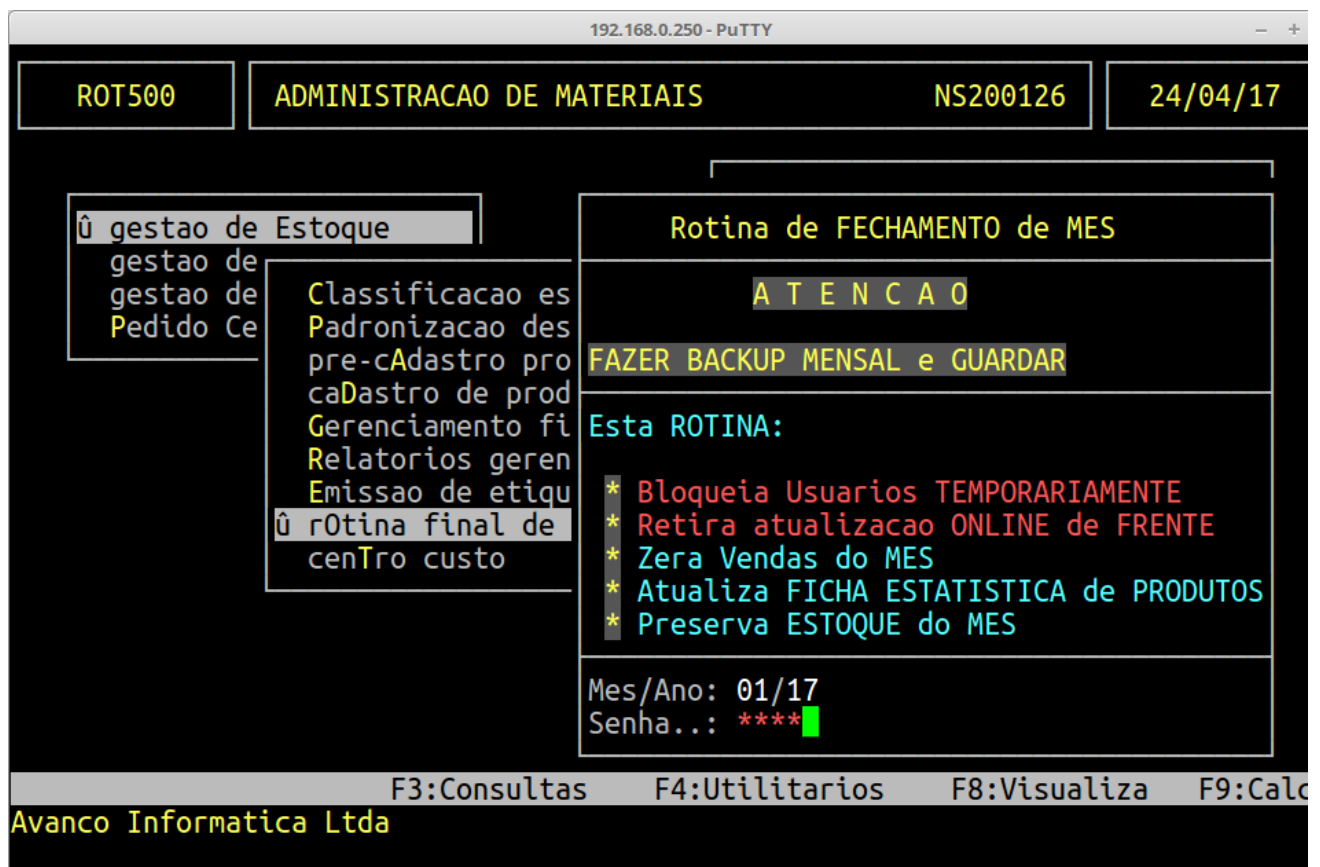 192.168.0.250 - PuTTY
ROT500 ADMINISTRACAO DE MATERIAIS NS200126 24/04/17
û gestao de Estoque
gestao de
gestao de
Pedido Ce
Classificacao es
Padronizacao des
pre-cAdastro pro
caDastro de prod
Gerenciamento fi
Relatorios geren
Emissao de etiqu
û rOtina final de
cenTro custo
Rotina de FECHAMENTO de MES
A T E N C A O
FAZER BACKUP MENSAL e GUARDAR
Esta ROTINA:
* Bloqueia Usuarios TEMPORARIAMENTE
* Retira atualizacao ONLINE de FRENTE
* Zera Vendas do MES
* Atualiza FICHA ESTATISTICA de PRODUTOS
* Preserva ESTOQUE do MES
Mes/Ano: 01/17
Senha..: ****
F3:Consultas F4:Utilitarios F8:Visualiza F9:Calc
Avanco Informatica Ltda